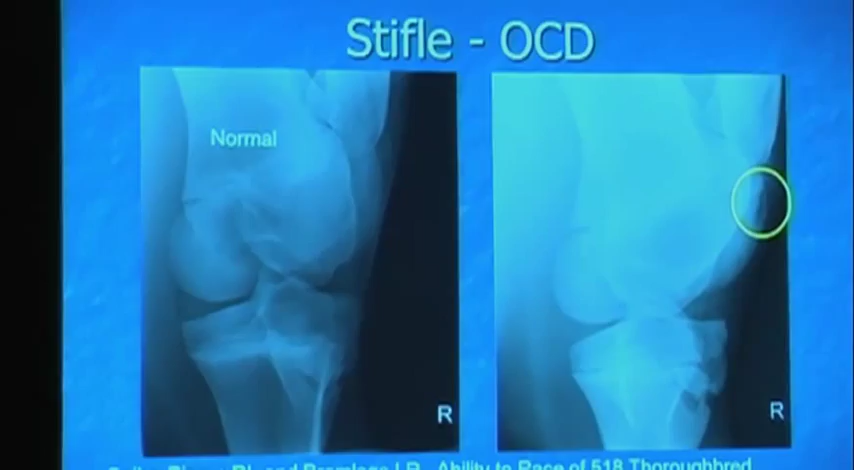 Stifle - OCD
Normal
R
R
Ability to Race of 518 Thoroughbred